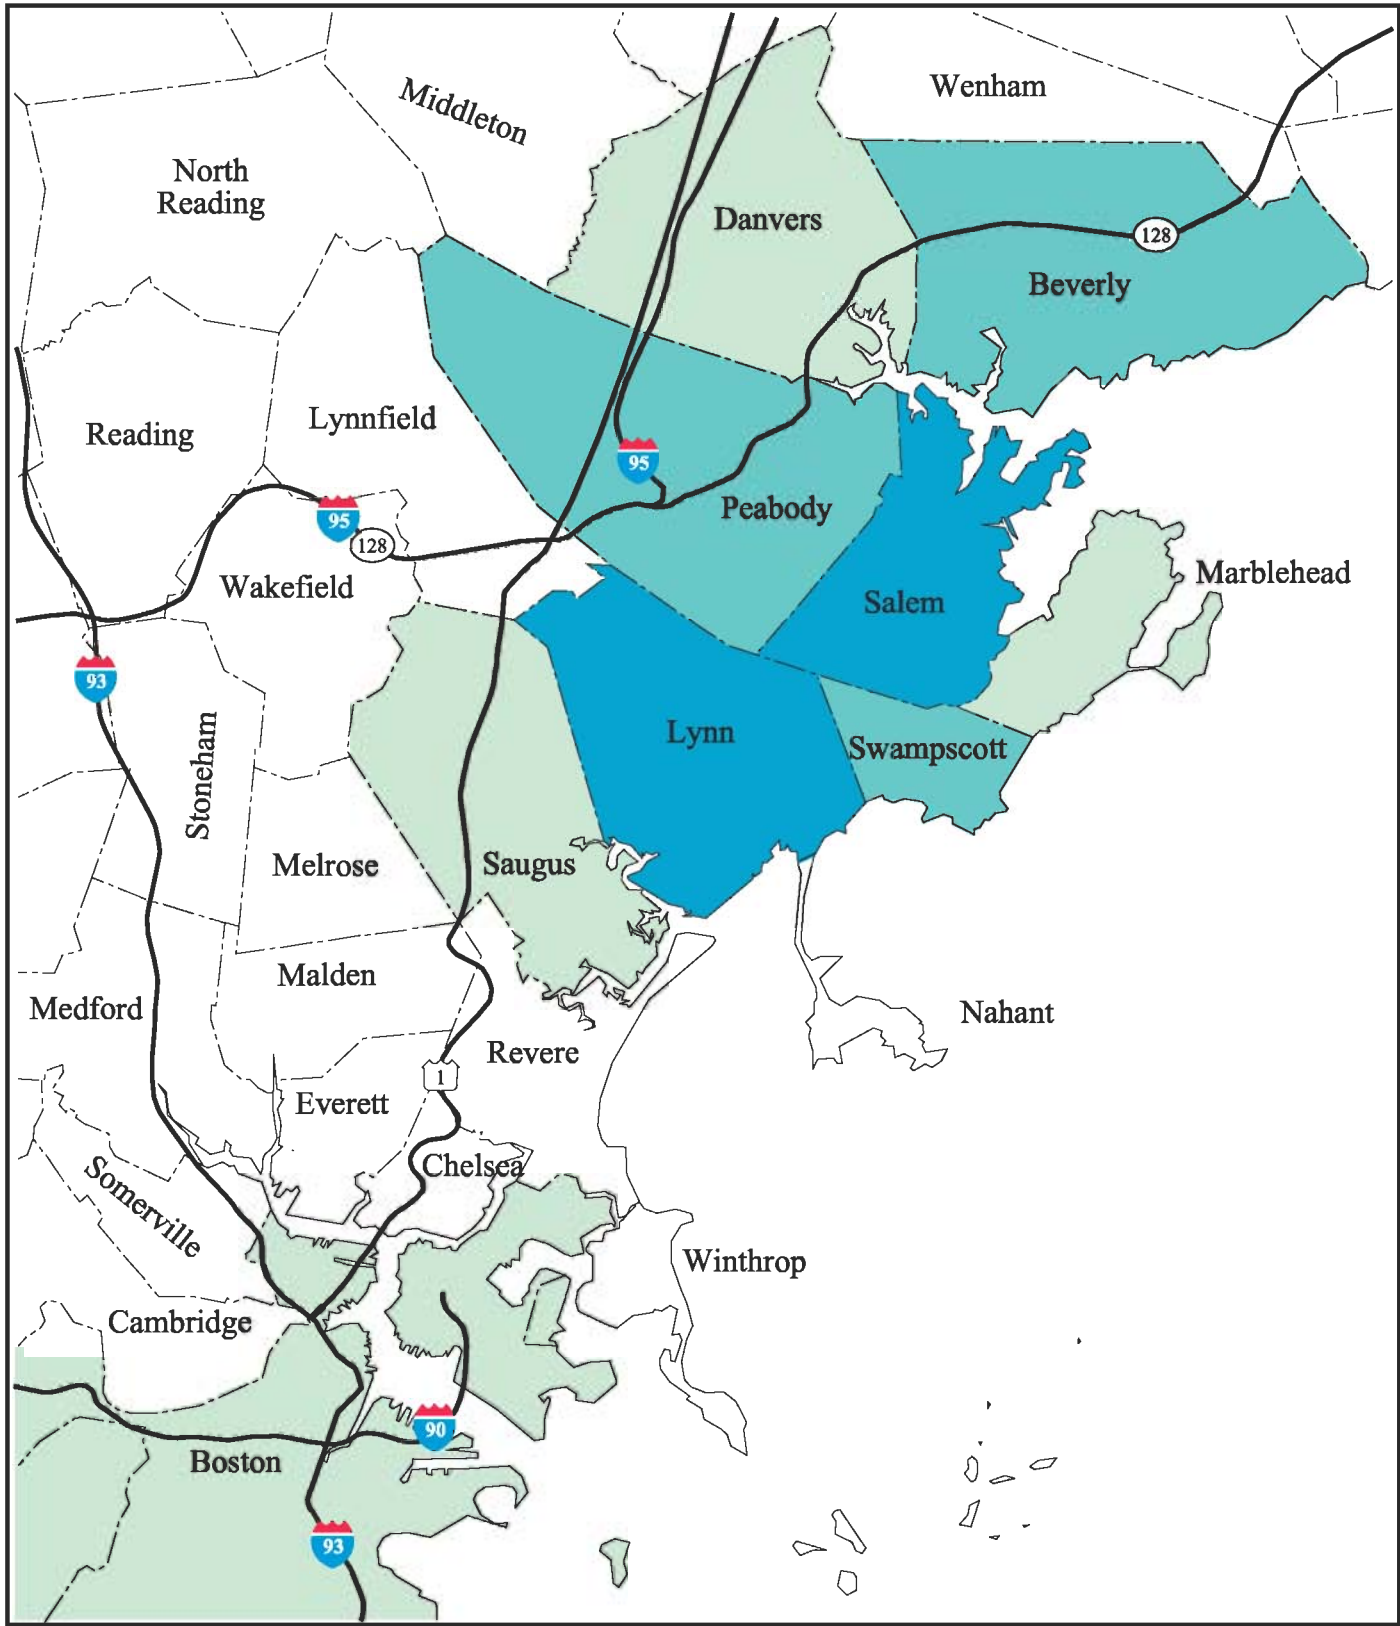 Middleton
Wenham
North
Reading
Danvers
128
Beverly
Reading
Lynnfield
95
Peabody
95
128
Wakefield
Marblehead
Salem
93
Stoneham
Lynn
Swampscott
Melrose
Saugus
Malden
Medford
Nahant
Revere
1
Everett
Chelsea
Somerville
Winthrop
Cambridge
90
Boston
93